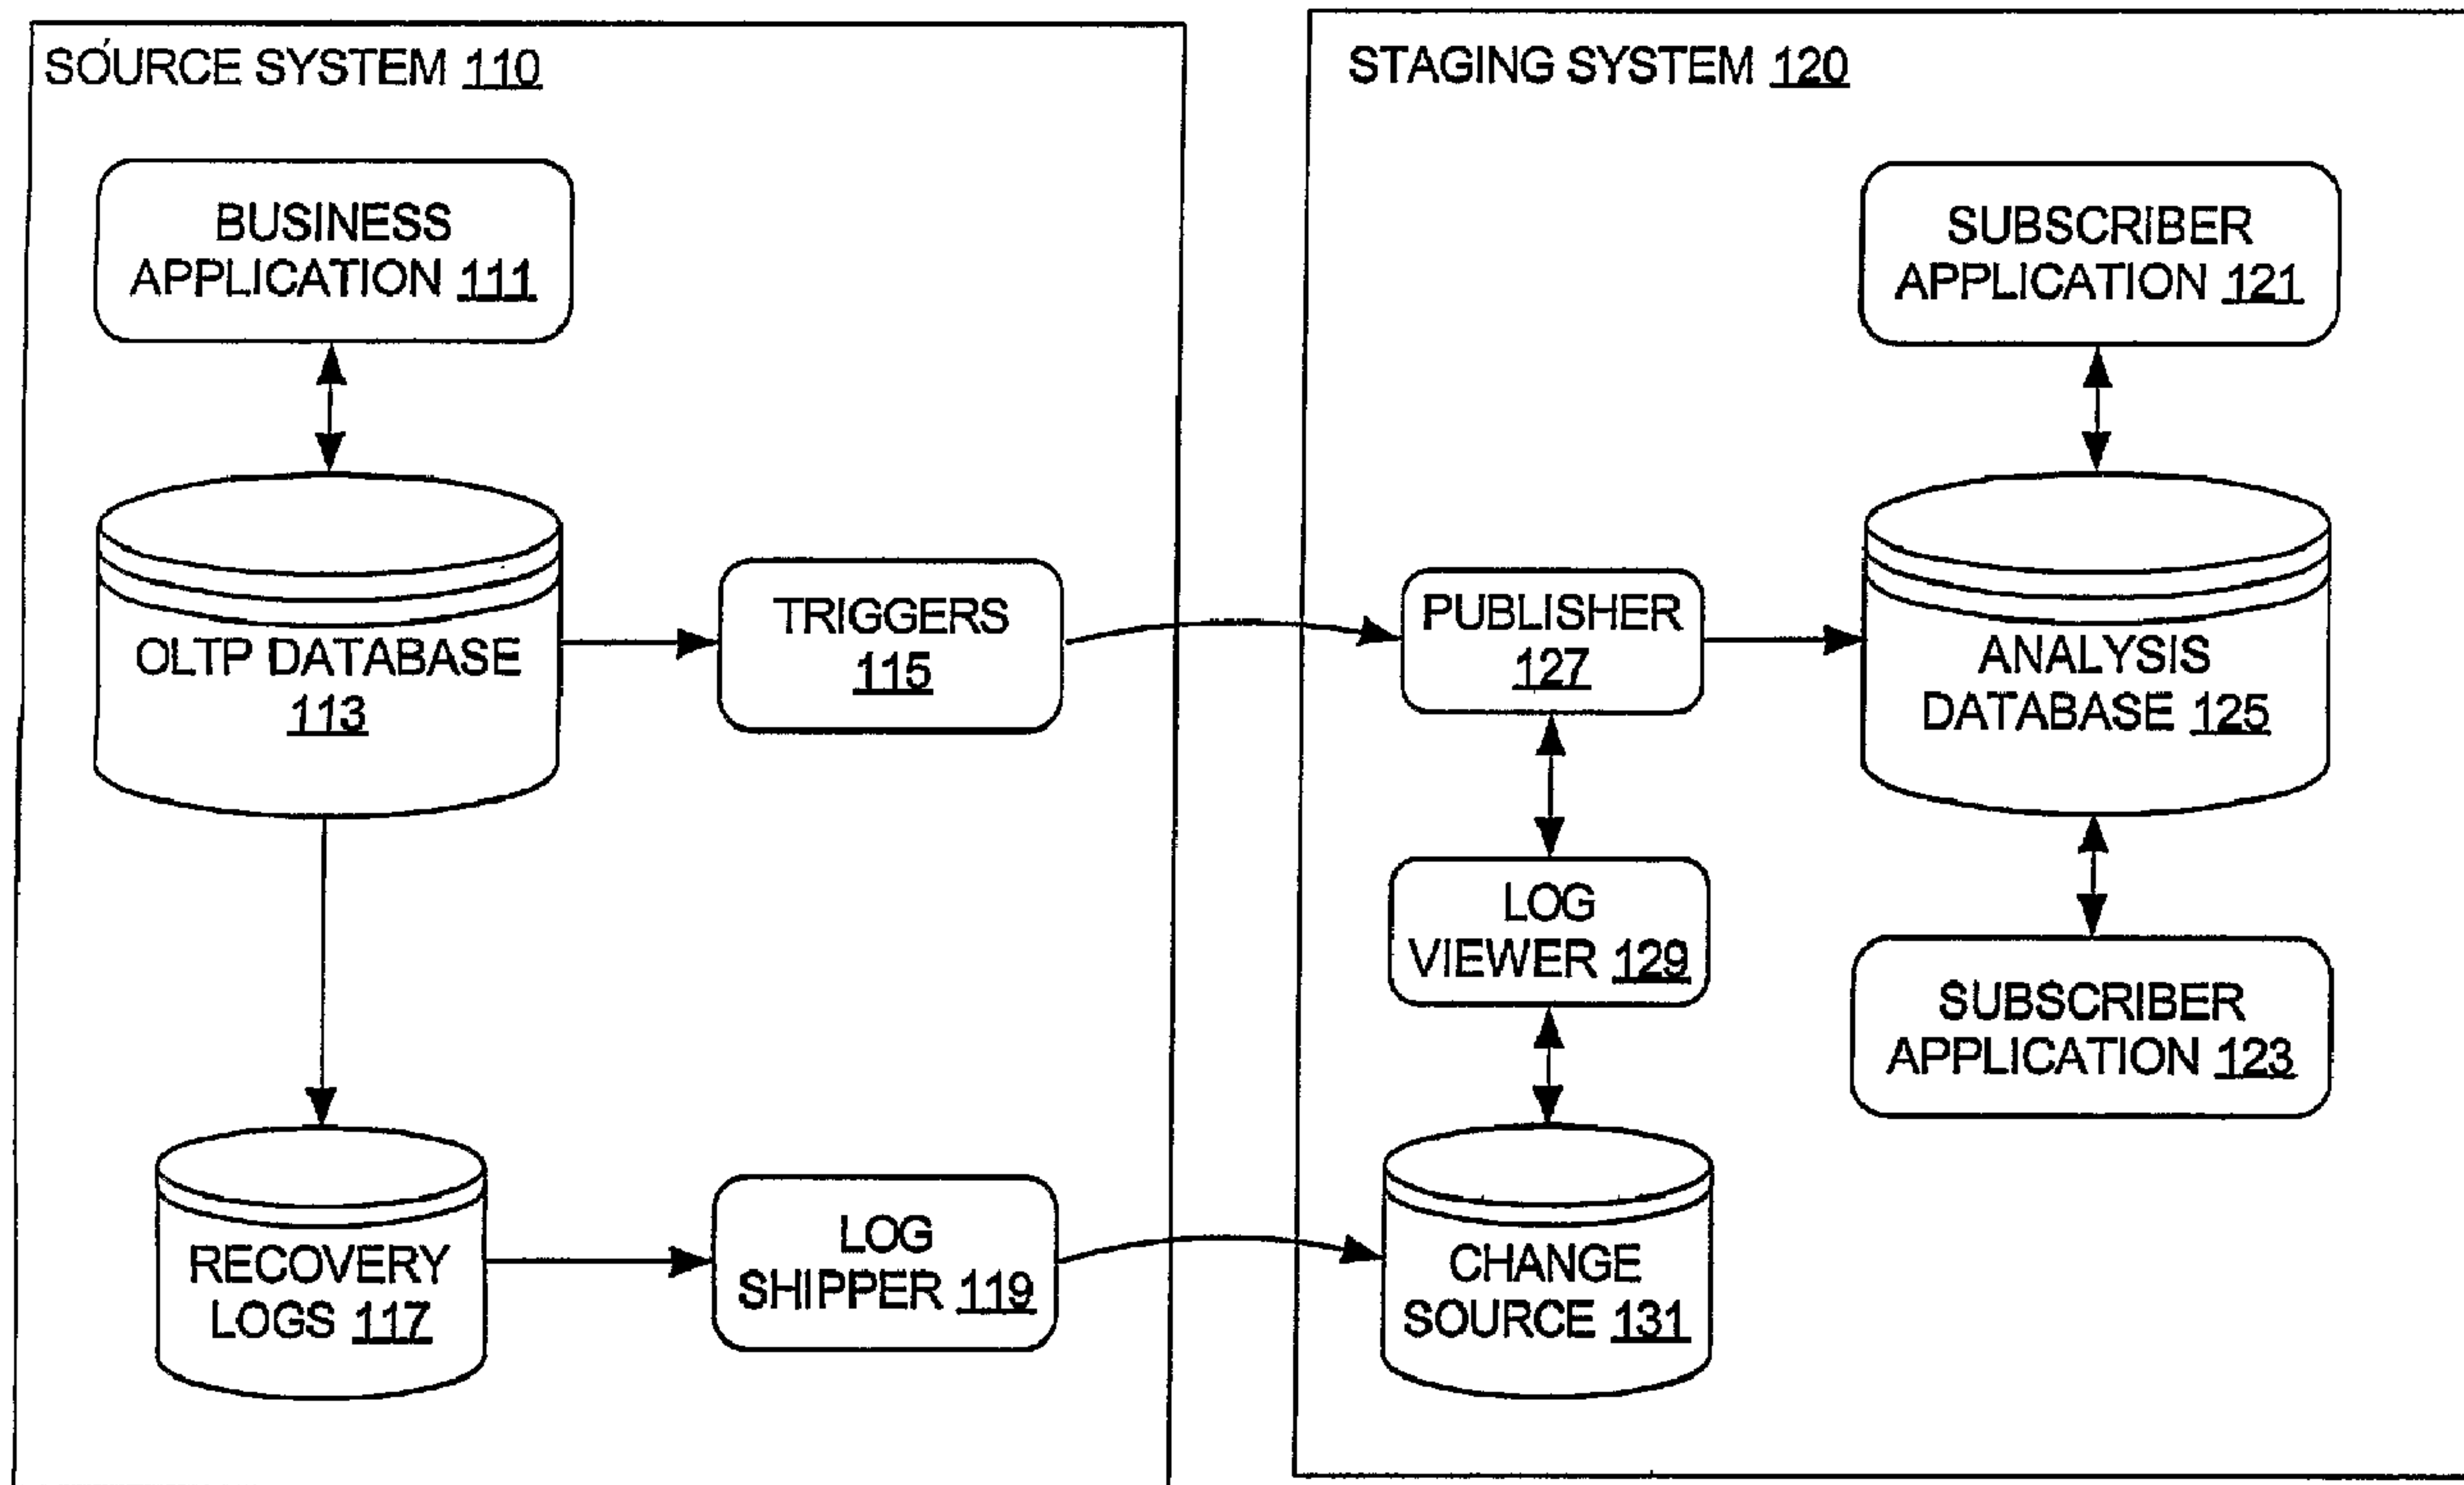 SOURCE SYSTEM 110
BUSINESS
APPLICATION 111
OLTP DATABASE
113
TRIGGERS
115
RECOVERY
LOGS 117
LOG
SHIPPER 119
STAGING SYSTEM 120
SUBSCRIBER
APPLICATION 121
PUBLISHER
127
ANALYSIS
DATABASE 125
LOG
VIEWER 129
SUBSCRIBER
APPLICATION 123
CHANGE
SOURCE 131